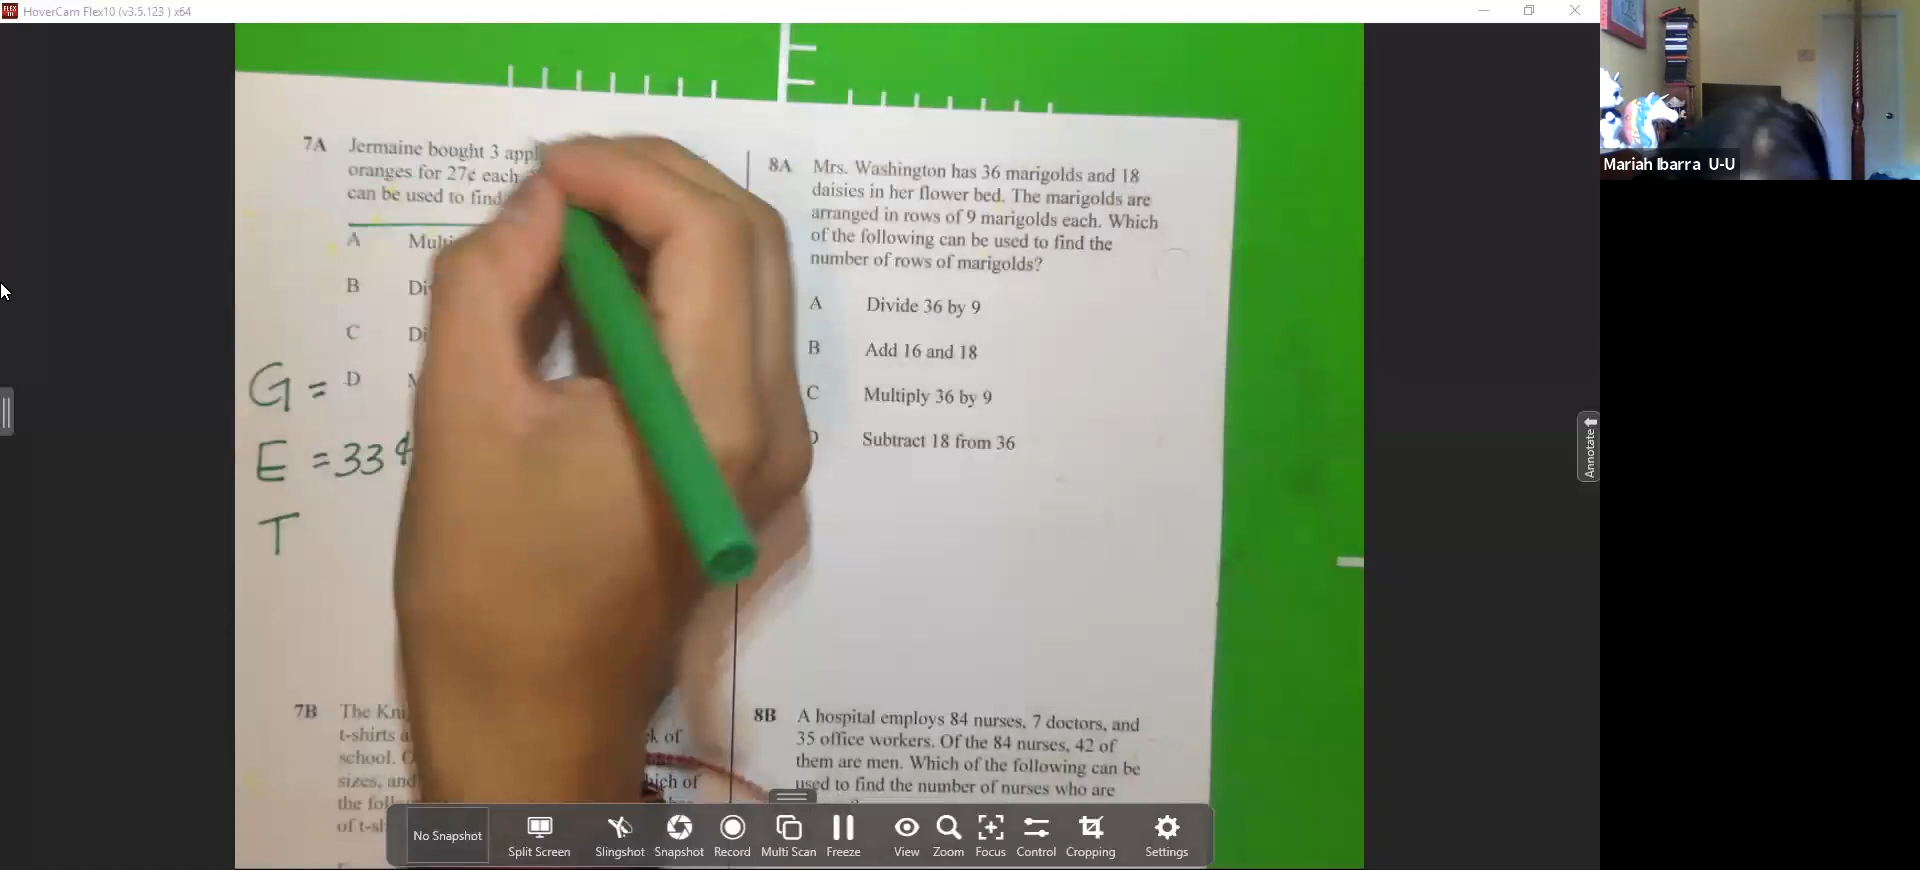 HoverCam Flex10 (v3.5.123 ) x64
7A Jermaine bought 3
oranges for 27¢ each
can be used to find
A
B
C
D
G =
E = 33¢
T
8A Mrs. Washington has 36 marigolds and 18
daisies in her flower bed. The marigolds are
arranged in rows of 9 marigolds each. Which
of the following can be used to find the
number of rows of marigolds?
A Divide 36 by 9
B Add 16 and 18
C Multiply 36 by 9
D Subtract 18 from 36
7B The
t-shirts
school.
sizes, and
the
of
of
8B A hospital employs 84 nurses, 7 doctors, and
35 office workers. Of the 84 nurses, 42 of
them are men. Which of the following can be
used to find the number of nurses who are
Mariah Ibarra U-U
Annotate
No Snapshot
Split Screen
Slingshot
Snapshot
Record
Multi Scan
Freeze
View
Zoom
Focus
Control
Cropping
Settings